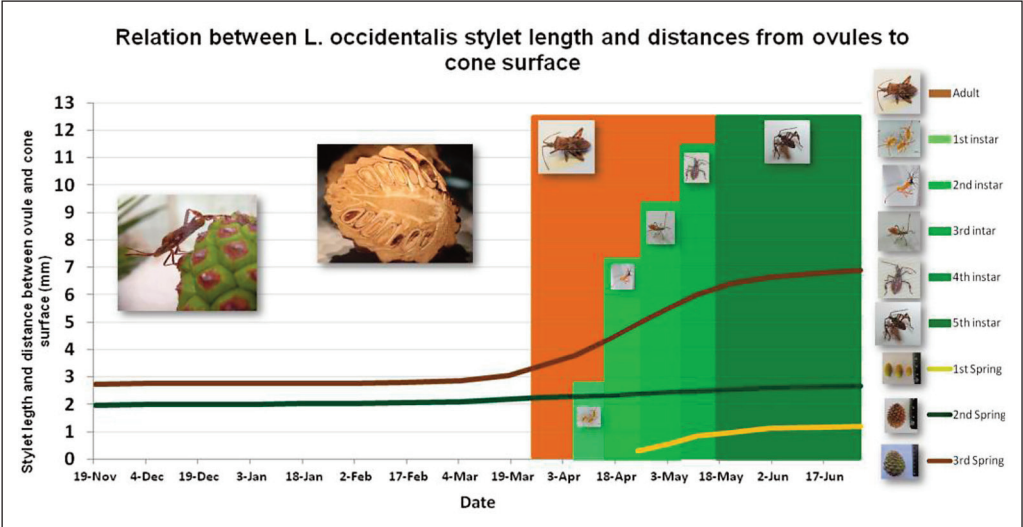 Relation between L. occidentalis stylet length and distances from ovules to
cone surface
Stylet legth and distance between ovule and cone
surface (mm)
13
12
11
10
9
8
7
6
5
4
3
2
1
0
19-Nov 4-Dec 19-Dec 3-Jan 18-Jan 2-Feb 17-Feb 4-Mar 19-Mar 3-Apr 18-Apr 3-May 18-May 2-Jun 17-Jun
Date
Adult
1st instar
2nd instar
3rd intar
4th instar
5th instar
1st Spring
2nd Spring
3rd Spring